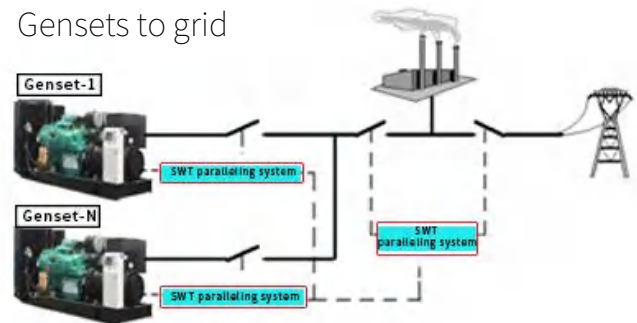 Gensets to grid
Genset-1
SWT paralleling system
Genset-N
SWT
paralleling system
SWT paralleling system